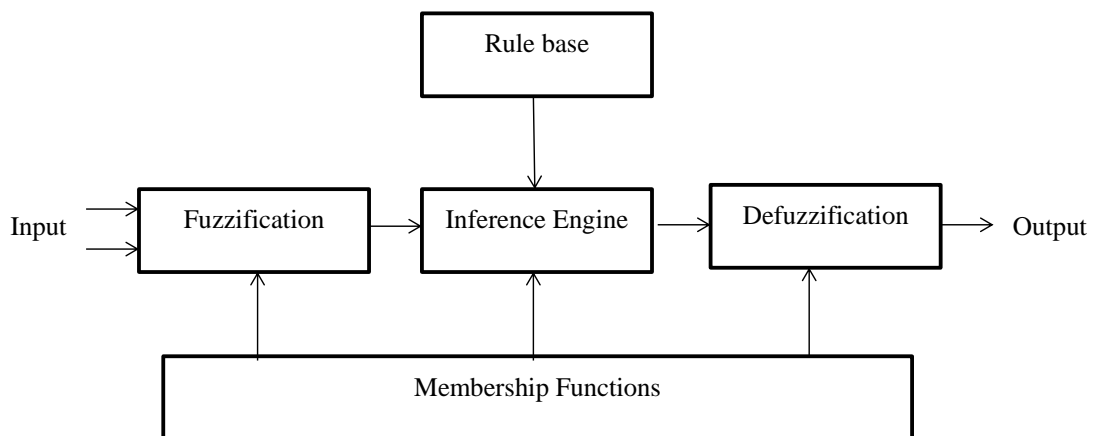 Rule base
Input
Fuzzification
Inference Engine
Defuzzification
Output
Membership Functions